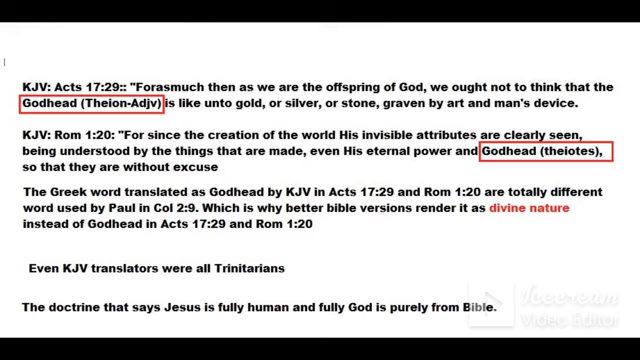 KJV: Acts 17:29:: "Forasmuch then as we are the offspring of God, we ought not to think that the
Godhead (Theion-Adjv) is like unto gold, or silver, or stone, graven by art and man's device.
KJV: Rom 1:20: "For since the creation of the world His invisible attributes are clearly seen,
being understood by the things that are made, even His eternal power and Godhead (theiotes),
so that they are without excuse
The Greek word translated as Godhead by KJV in Acts 17:29 and Rom 1:20 are totally different
word used by Paul in Col 2:9. Which is why better bible versions render it as divine nature
instead of Godhead in Acts 17:29 and Rom 1:20
Even KJV translators were all Trinitarians
The doctrine that says Jesus is fully human and fully God is purely from Bible.
Icecream
Video Editor